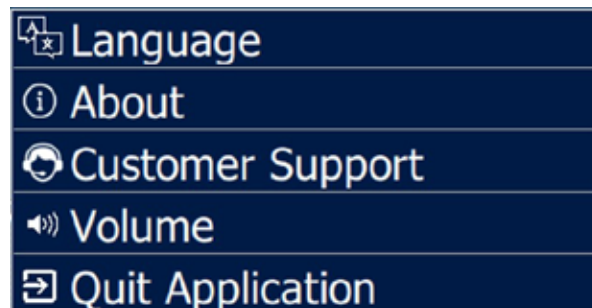 Language
About
Customer Support
Volume
Quit Application